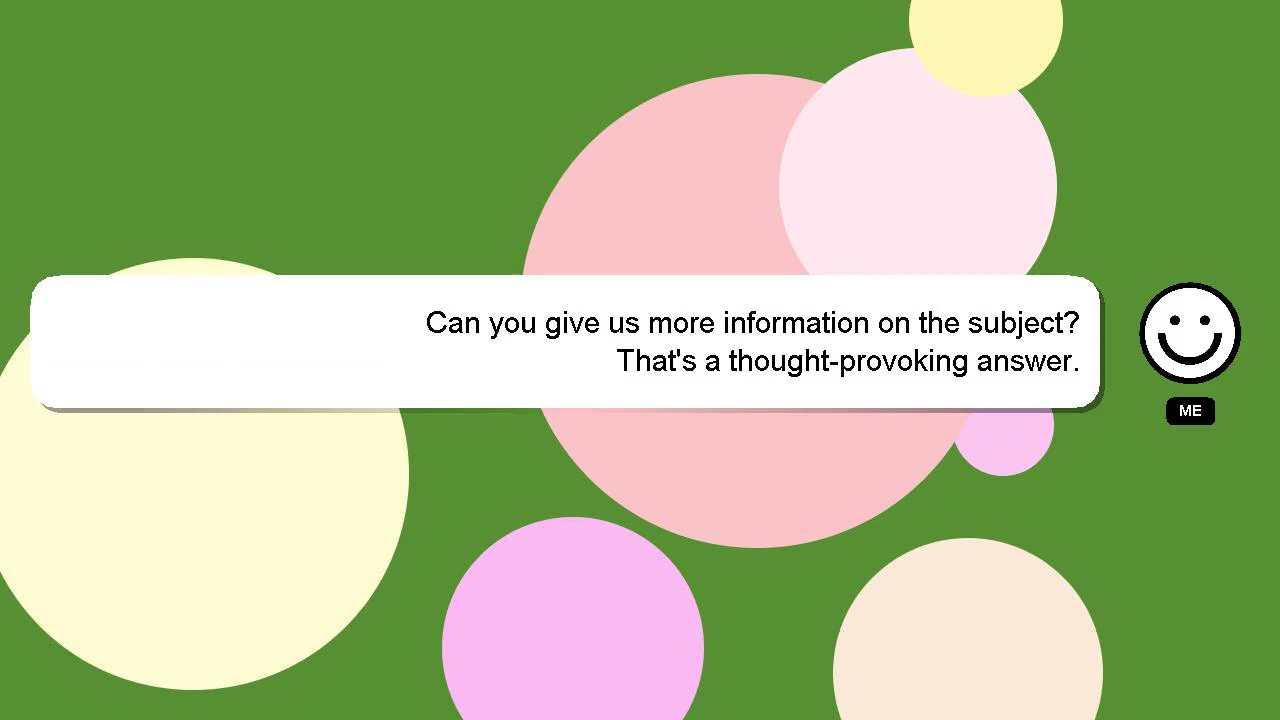 Can you give us more information on the subject?
That's a thought-provoking answer.
ME